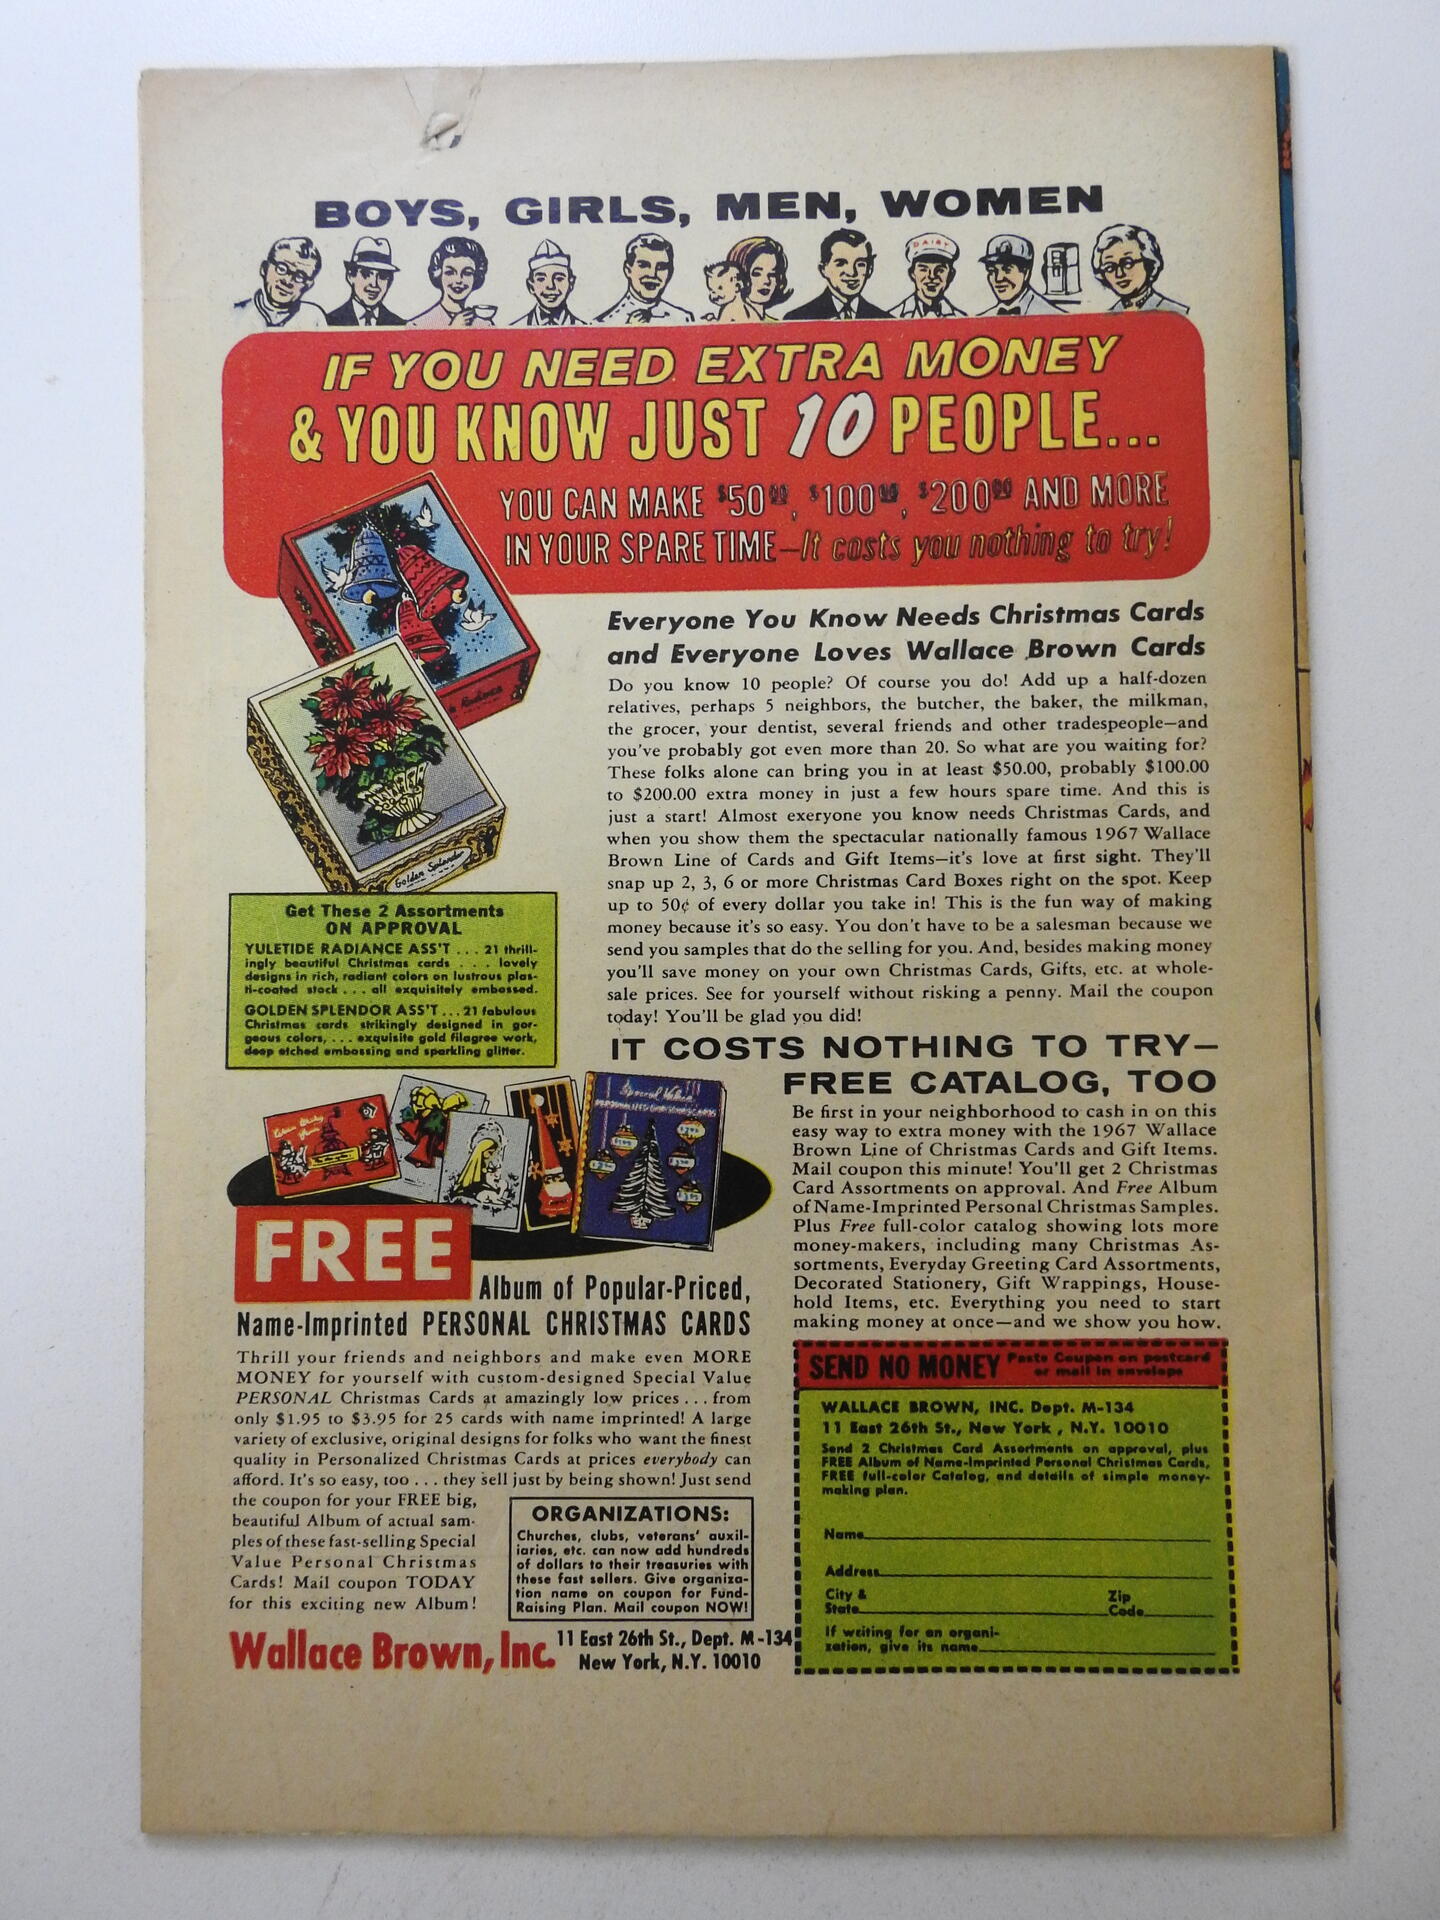 BOYS, GIRLS, MEN, WOMEN
DAIRY
IF YOU NEED EXTRA MONEY
& YOU KNOW JUST 10 PEOPLE...
YOU CAN MAKE $50.00, $100.00, $200.00 AND MORE
IN YOUR SPARE TIME—It costs you nothing to try!
Everyone You Know Needs Christmas Cards
and Everyone Loves Wallace Brown Cards
Do you know 10 people? Of course you do! Add up a half-dozen
relatives, perhaps 5 neighbors, the butcher, the baker, the milkman,
the grocer, your dentist, several friends and other tradespeople—and
you've probably got even more than 20. So what are you waiting for?
These folks alone can bring you in at least $50.00, probably $100.00
to $200.00 extra money in just a few hours spare time. And this is
just a start! Almost exeryone you know needs Christmas Cards, and
when you show them the spectacular nationally famous 1967 Wallace
Brown Line of Cards and Gift Items—it's love at first sight. They'll
snap up 2, 3, 6 or more Christmas Card Boxes right on the spot. Keep
up to 50¢ of every dollar you take in! This is the fun way of making
money because it's so easy. You don't have to be a salesman because we
send you samples that do the selling for you. And, besides making money
you'll save money on your own Christmas Cards, Gifts, etc. at whole-
sale prices. See for yourself without risking a penny. Mail the coupon
today! You'll be glad you did!
Radiance
Golden Splendor
Get These 2 Assortments
ON APPROVAL
YULETIDE RADIANCE ASS'T ... 21 thrill-
ingly beautiful Christmas cards . . . lovely
designs in rich, radiant colors on lustrous plas-
ti-coated stock . . . all exquisitely embossed.
GOLDEN SPLENDOR ASS'T ... 21 fabulous
Christmas cards strikingly designed in gor-
geous colors, . . . exquisite gold filagree work,
deep etched embossing and sparkling glitter.
IT COSTS NOTHING TO TRY—
FREE CATALOG, TOO
Be first in your neighborhood to cash in on this
easy way to extra money with the 1967 Wallace
Brown Line of Christmas Cards and Gift Items.
Mail coupon this minute! You'll get 2 Christmas
Card Assortments on approval. And Free Album
of Name-Imprinted Personal Christmas Samples.
Plus Free full-color catalog showing lots more
money-makers, including many Christmas As-
sortments, Everyday Greeting Card Assortments,
Decorated Stationery, Gift Wrappings, House-
hold Items, etc. Everything you need to start
making money at once—and we show you how.
Special Value
PERSONALIZED CHRISTMAS CARDS
FREE
Album of Popular-Priced,
Name-Imprinted PERSONAL CHRISTMAS CARDS
Thrill your friends and neighbors and make even MORE
MONEY for yourself with custom-designed Special Value
PERSONAL Christmas Cards at amazingly low prices . . . from
only $1.95 to $3.95 for 25 cards with name imprinted! A large
variety of exclusive, original designs for folks who want the finest
quality in Personalized Christmas Cards at prices everybody can
afford. It's so easy, too . . . they sell just by being shown! Just send
the coupon for your FREE big,
beautiful Album of actual sam-
ples of these fast-selling Special
Value Personal Christmas
Cards! Mail coupon TODAY
for this exciting new Album!
ORGANIZATIONS:
Churches, clubs, veterans' auxil-
iaries, etc. can now add hundreds
of dollars to their treasuries with
these fast sellers. Give organiza-
tion name on coupon for Fund-
Raising Plan. Mail coupon NOW!
Wallace Brown, Inc. 11 East 26th St., Dept. M-134
New York, N.Y. 10010
SEND NO MONEY Paste Coupon on postcard
or mail in envelope
WALLACE BROWN, INC. Dept. M-134
11 East 26th St., New York , N.Y. 10010
Send 2 Christmas Card Assortments on approval, plus
FREE Album of Name-Imprinted Personal Christmas Cards,
FREE full-color Catalog, and details of simple money-
making plan.
Name
Address
City & Zip
State Code
If writing for an organi-
zation, give its name